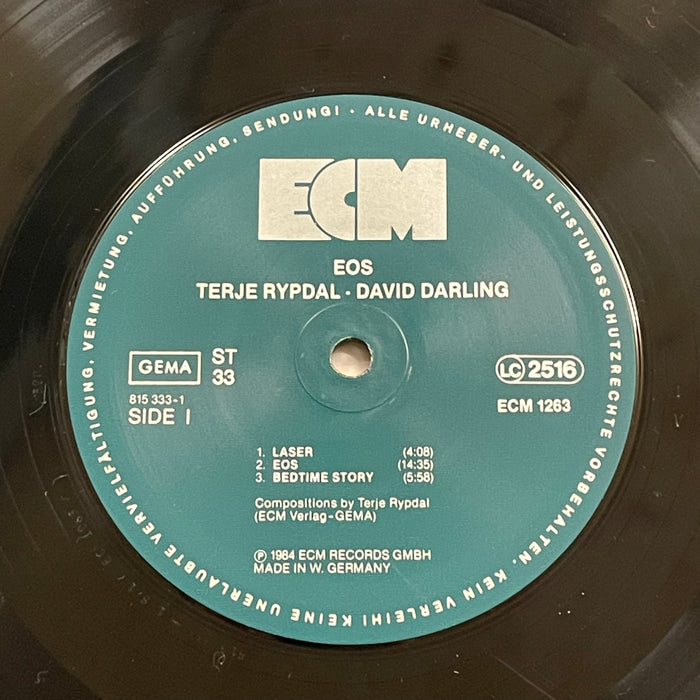 ALLE URHEBER- UND LEISTUNGSSCHUTZRECHTE VORBEHALTEN. KEIN VERLEIH! KEINE UNERLAUBTE VERVIELFÄLTIGUNG, VERMIETUNG, AUFFÜHRUNG, SENDUNG! ·
ECM
EOS
TERJE RYPDAL · DAVID DARLING
GEMA
ST
33
LC 2516
815 333-1
SIDE I
ECM 1263
1. LASER (4:08)
2. EOS (14:35)
3. BEDTIME STORY (5:58)
Compositions by Terje Rypdal
(ECM Verlag-GEMA)
℗ 1984 ECM RECORDS GMBH
MADE IN W. GERMANY